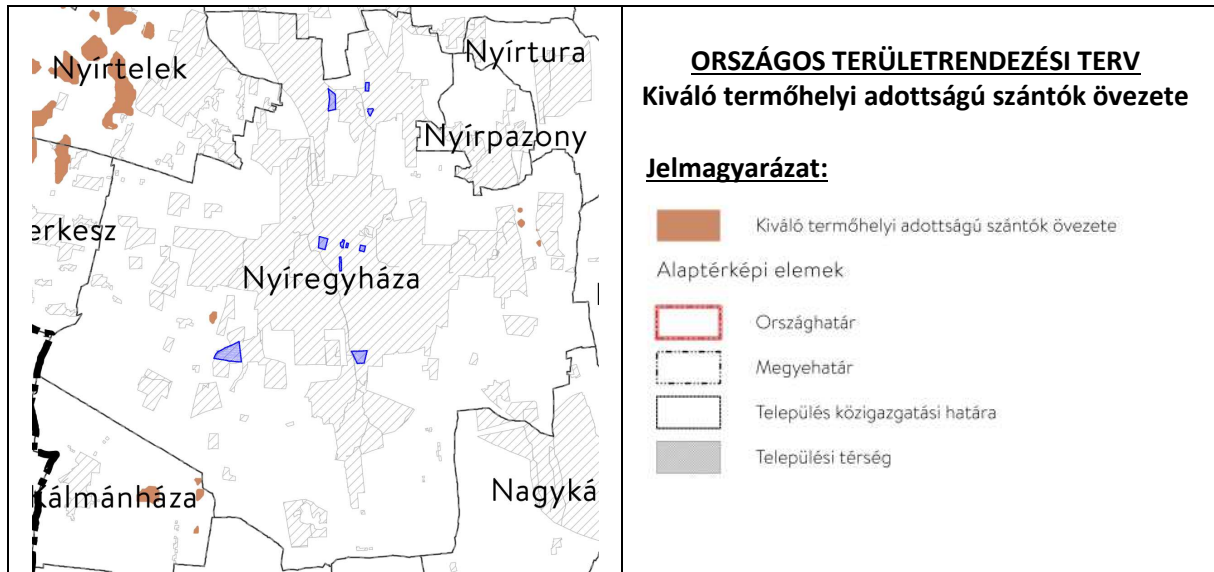 Nyírtelek
Nyírtura
Nyírpazony
erkesz
Nyíregyháza
Kálmánháza
Nagyká
ORSZÁGOS TERÜLETRENDEZÉSI TERV
Kiváló termőhelyi adottságú szántók övezete
Jelmagyarázat:
Kiváló termőhelyi adottságú szántók övezete
Alaptérképi elemek
Országhatár
Megyehatár
Település közigazgatási határa
Települési térség